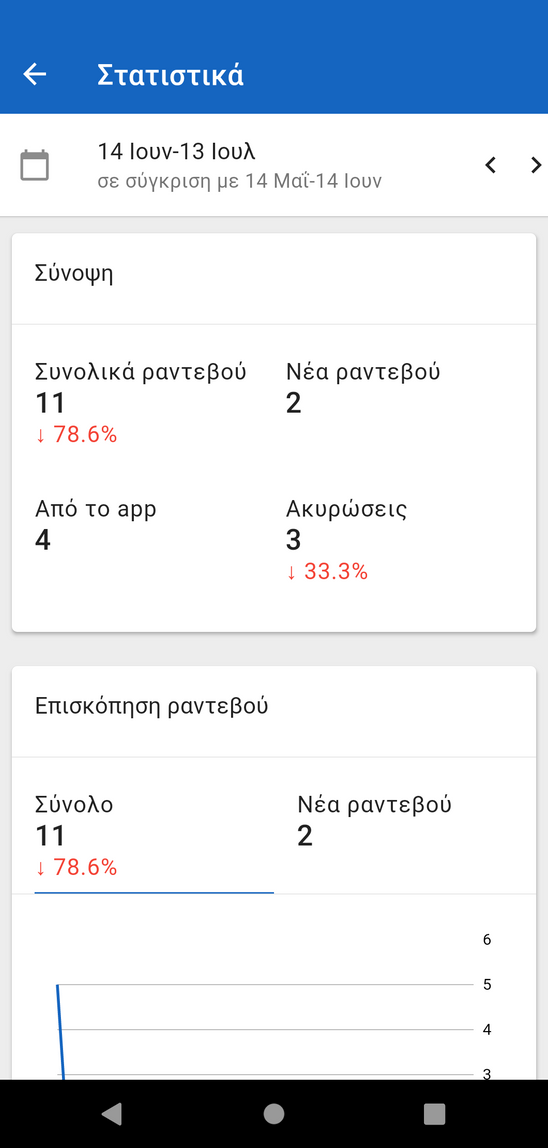 Στατιστικά
14 Ιουν-13 Ιουλ
σε σύγκριση με 14 Μαΐ-14 Ιουν
Σύνοψη
Συνολικά ραντεβού
11
↓ 78.6%
Νέα ραντεβού
2
Από το app
4
Ακυρώσεις
3
↓ 33.3%
Επισκόπηση ραντεβού
Σύνολο
11
↓ 78.6%
Νέα ραντεβού
2
6
5
4
3